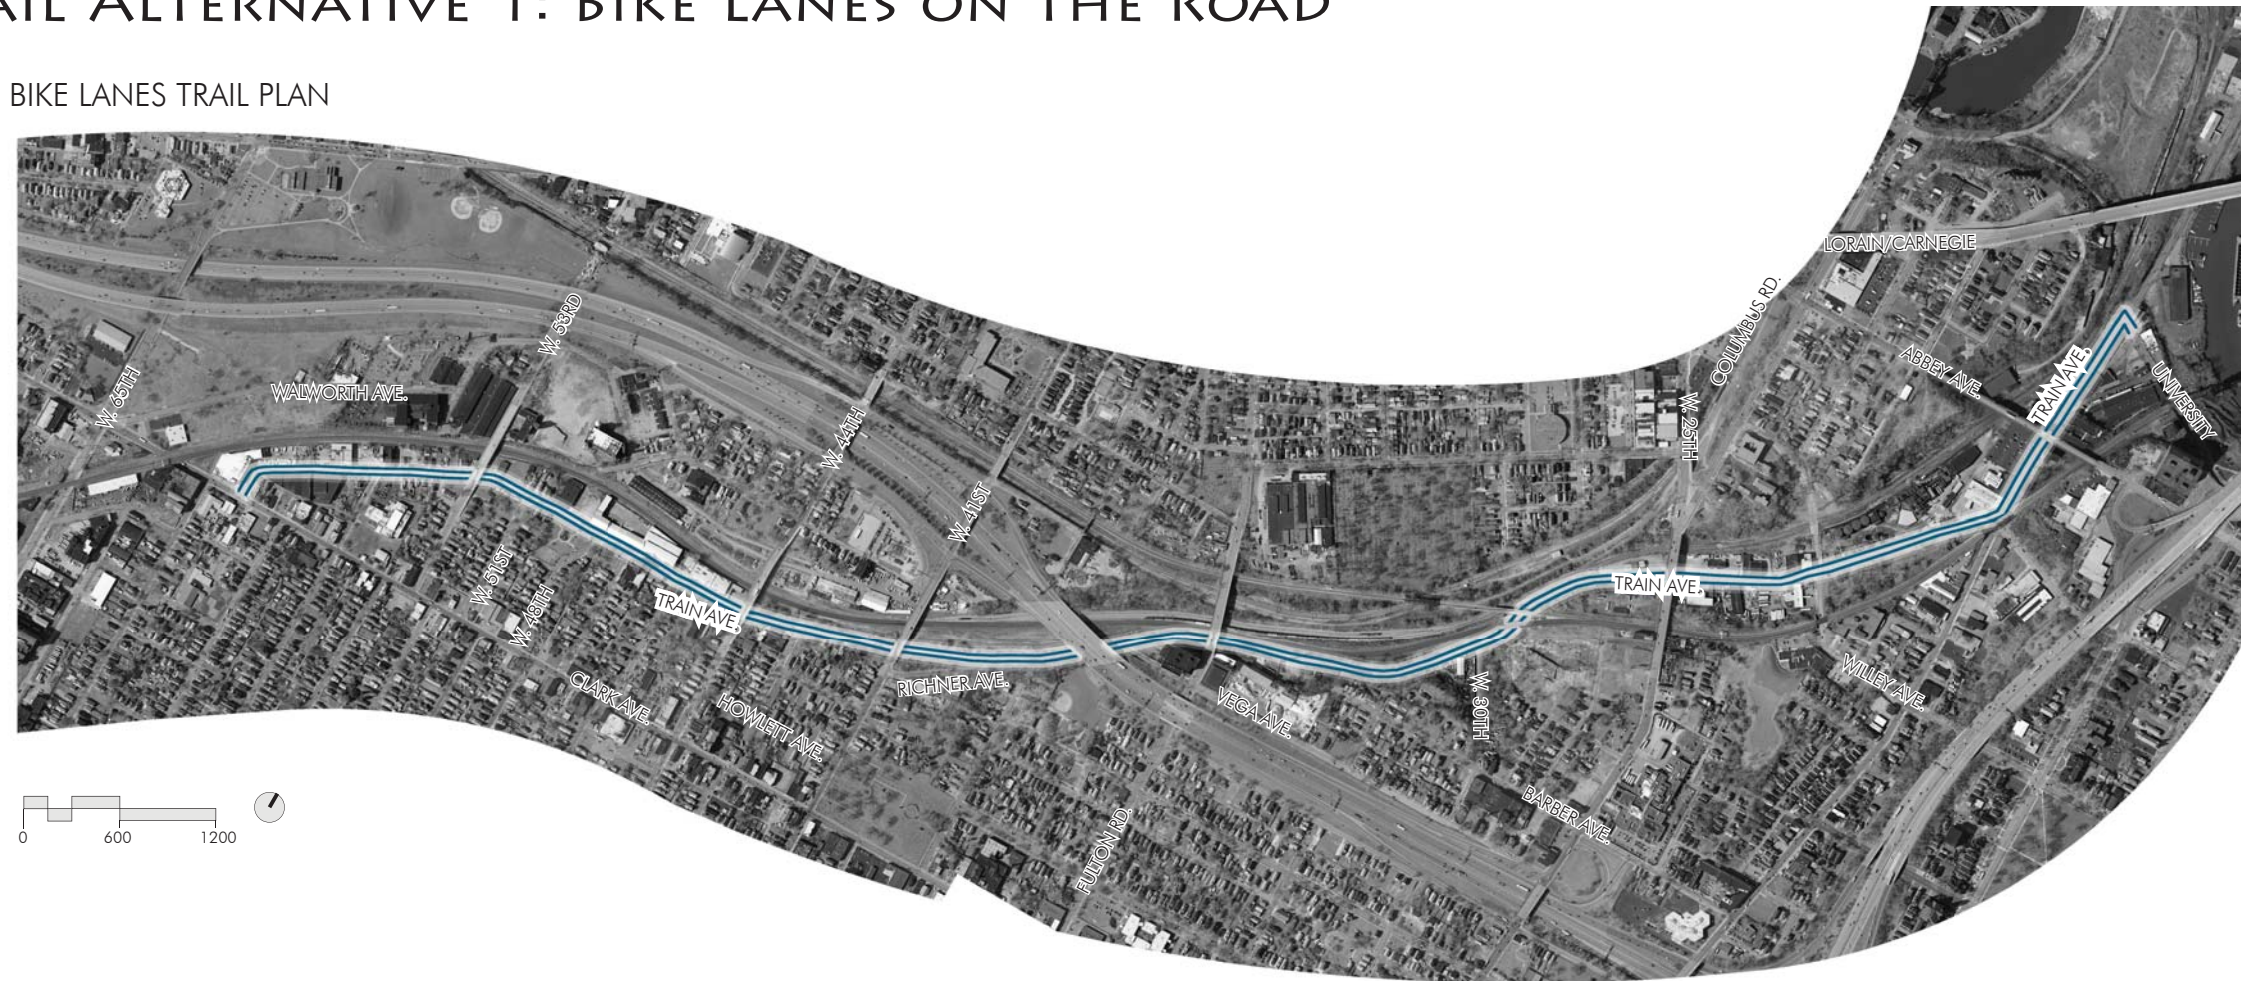 AIL ALTERNATIVE 1: BIKE LANES ON THE ROAD
BIKE LANES TRAIL PLAN
LORAIN/CARNEGIE
COLUMBUS RD.
W. 53RD
ABBEY AVE.
TRAIN AVE.
UNIVERSITY
W. 65TH
WALWORTH AVE.
W. 44TH
W. 25TH
W. 41ST
W. 51ST
W. 48TH
TRAIN AVE.
TRAIN AVE.
RICHNER AVE.
CLARK AVE.
HOWLETT AVE.
VEGA AVE.
W. 30TH
WILLEY AVE.
BARBER AVE.
FULTON RD.
0 600 1200